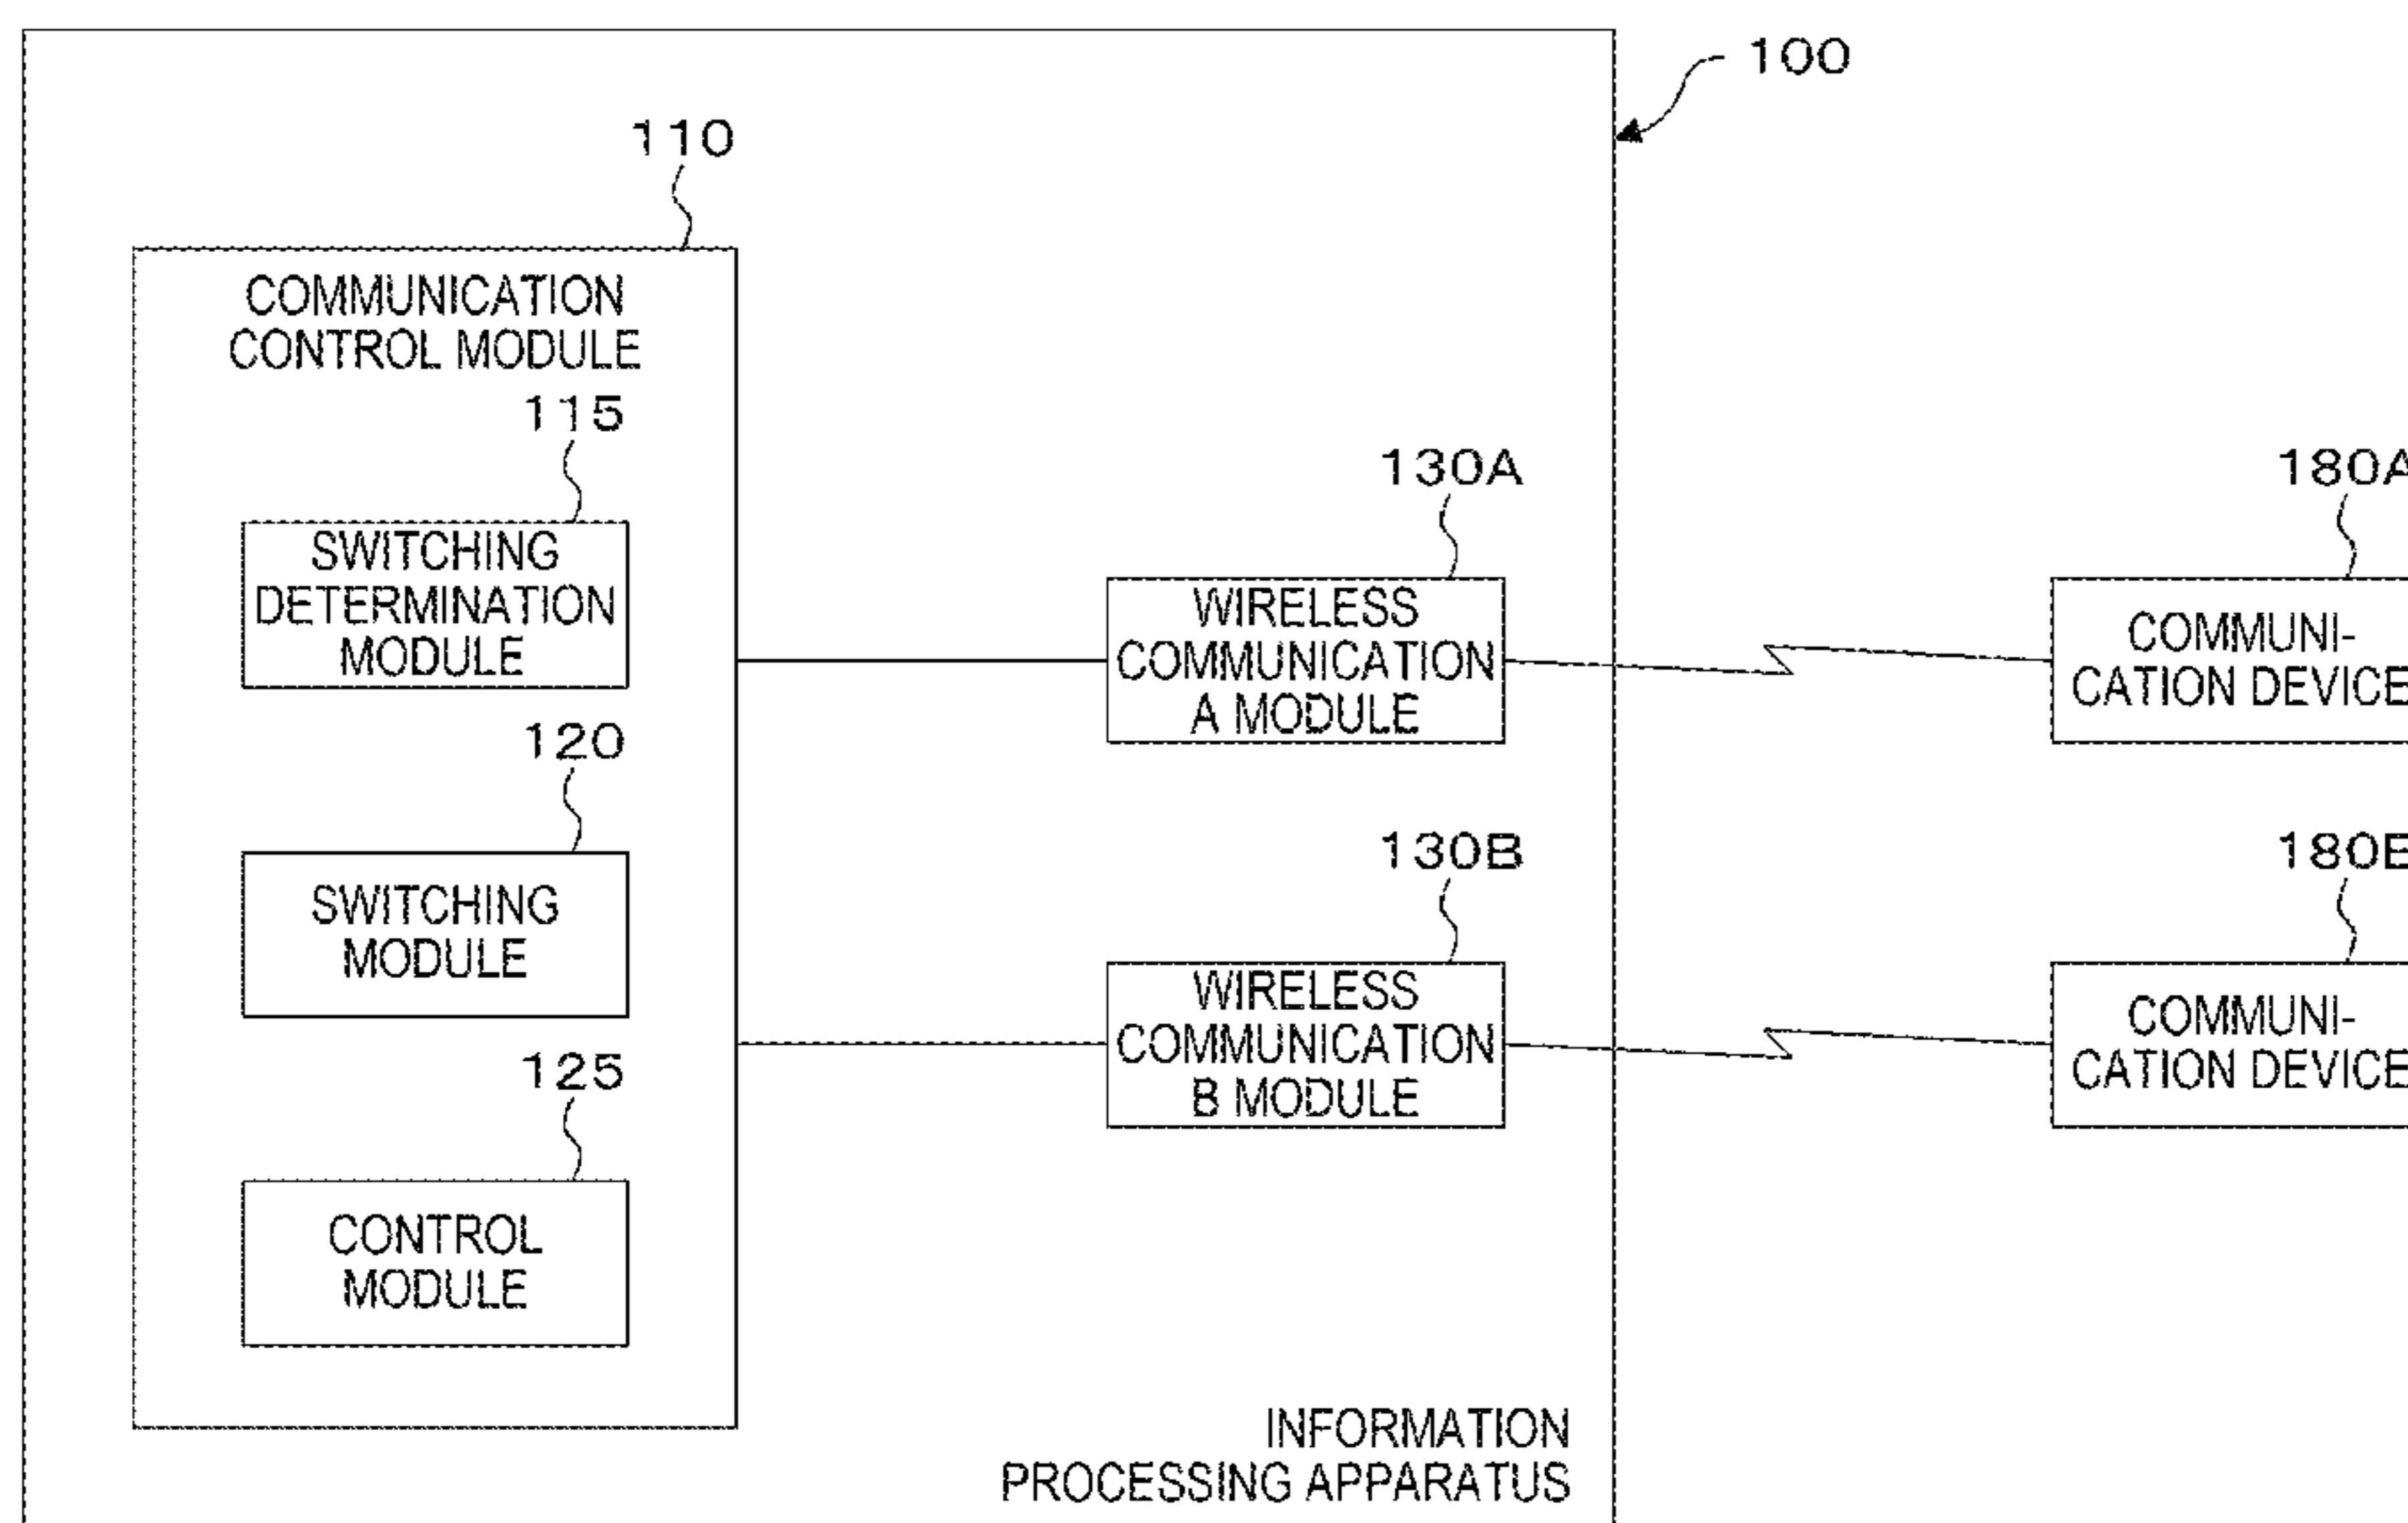 100
110
COMMUNICATION
CONTROL MODULE
115
SWITCHING
DETERMINATION
MODULE
120
SWITCHING
MODULE
125
CONTROL
MODULE
130A
WIRELESS
COMMUNICATION
A MODULE
130B
WIRELESS
COMMUNICATION
B MODULE
180A
COMMUNI-
CATION DEVICE
180B
COMMUNI-
CATION DEVICE
INFORMATION
PROCESSING APPARATUS